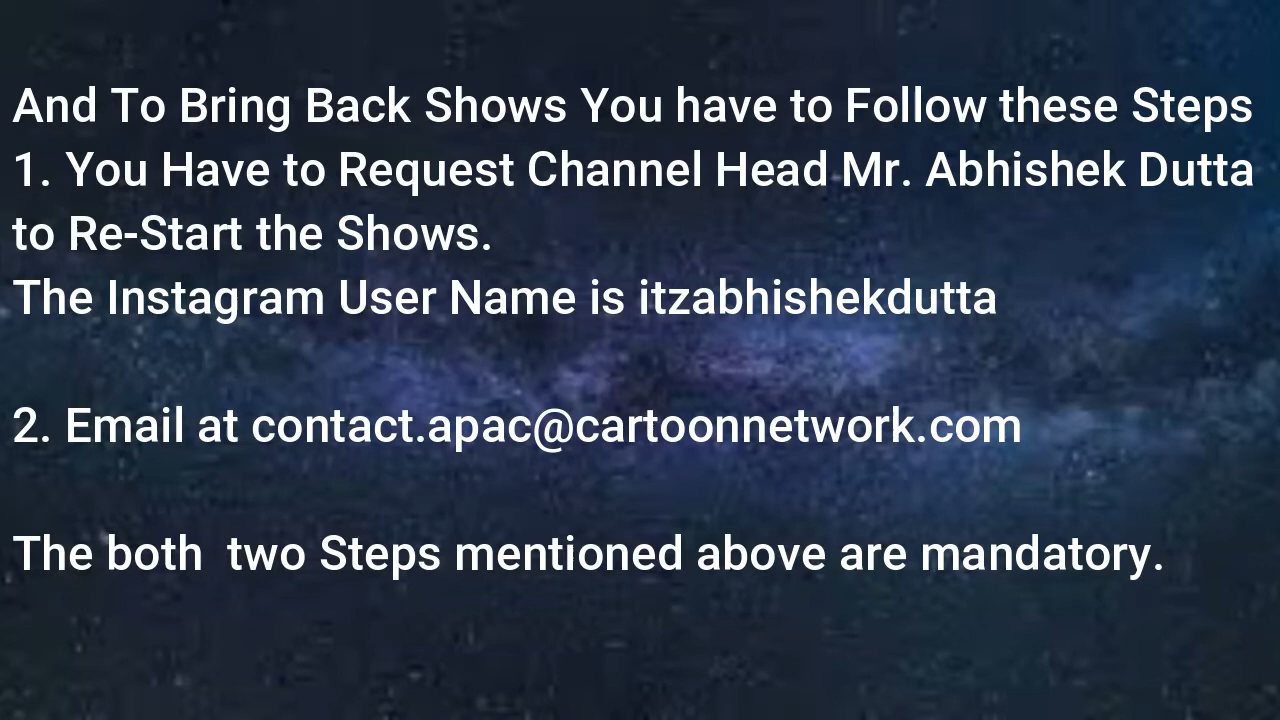 And To Bring Back Shows You have to Follow these Steps
1. You Have to Request Channel Head Mr. Abhishek Dutta
to Re-Start the Shows.
The Instagram User Name is itzabhishekdutta
2. Email at contact.apac@cartoonnetwork.com
The both  two Steps mentioned above are mandatory.